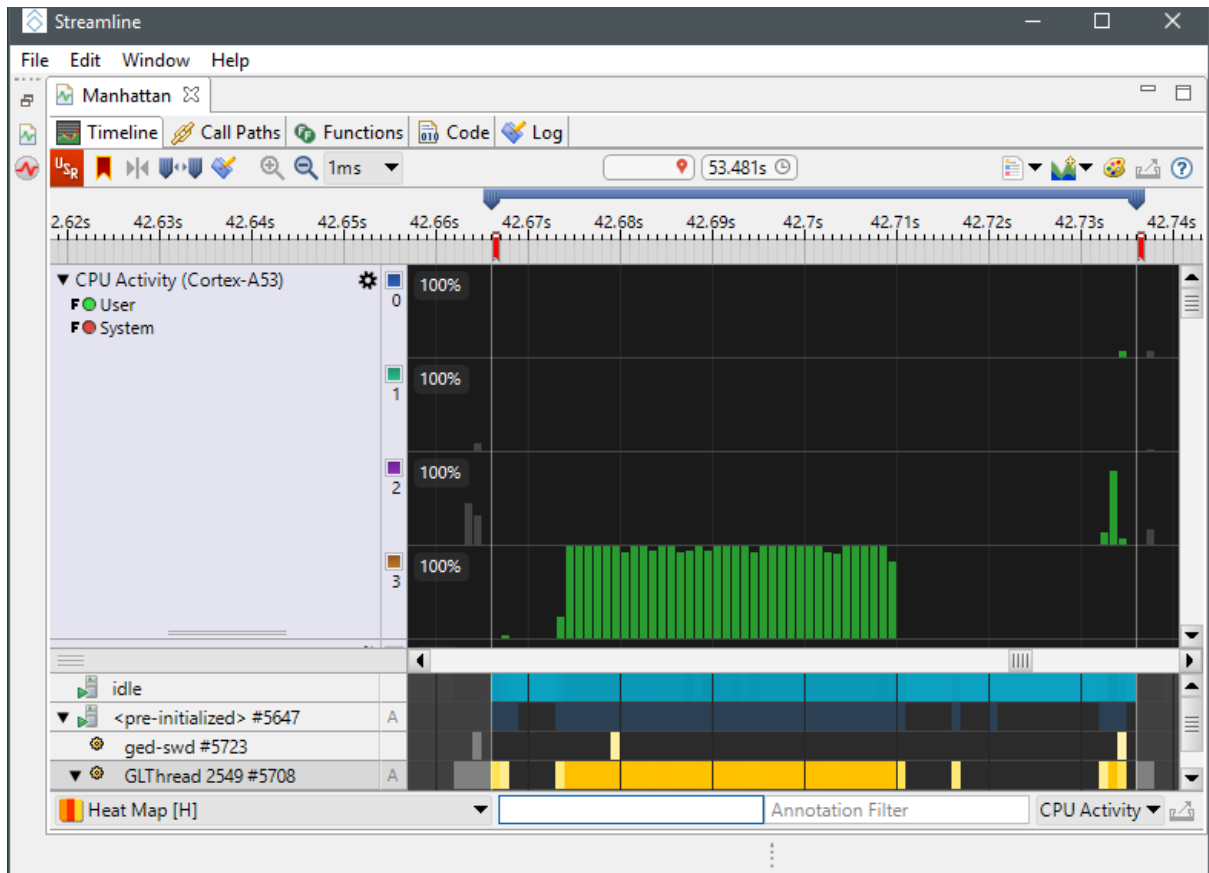 Streamline
File Edit Window Help
Manhattan
Timeline Call Paths Functions Code Log
USR 1ms 53.481s
2.62s 42.63s 42.64s 42.65s 42.66s 42.67s 42.68s 42.69s 42.7s 42.71s 42.72s 42.73s 42.74s
CPU Activity (Cortex-A53)
F User
F System
0 100%
1 100%
2 100%
3 100%
idle
<pre-initialized> #5647 A
ged-swd #5723
GLThread 2549 #5708 A
Heat Map [H] Annotation Filter CPU Activity